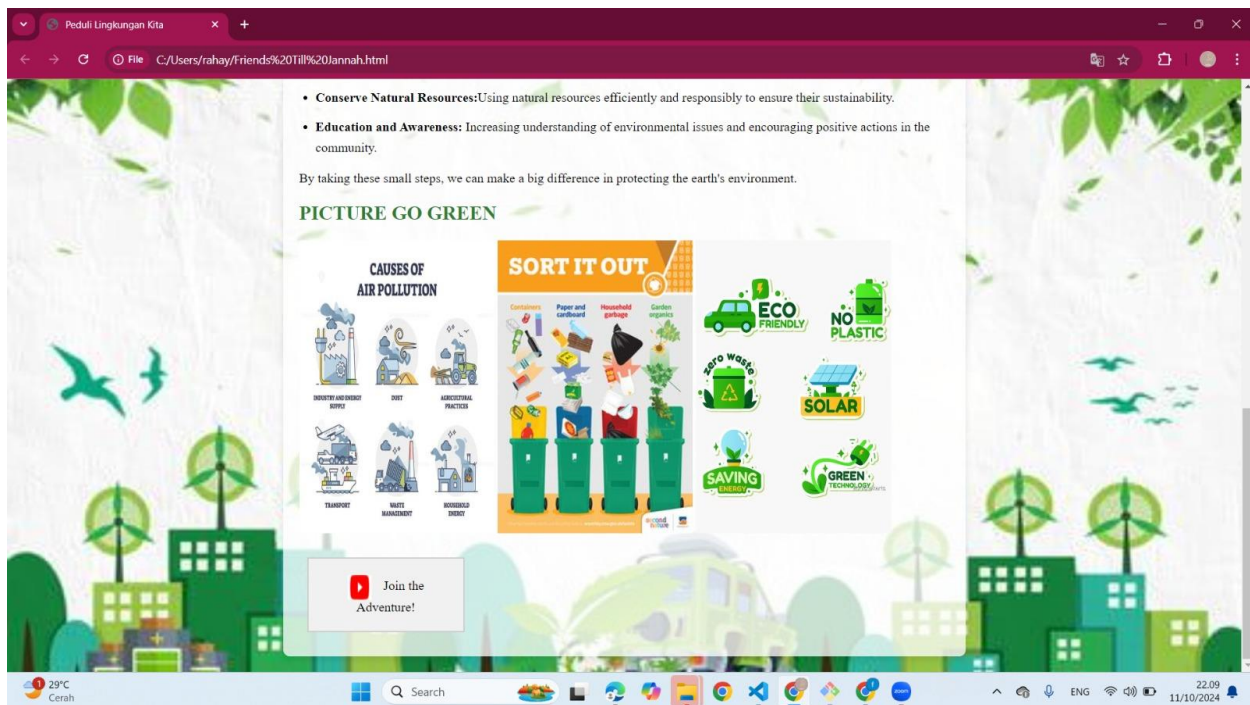 Peduli Lingkungan Kita
File C:/Users/rahay/Friends%20Till%20Jannah.html
• Conserve Natural Resources:Using natural resources efficiently and responsibly to ensure their sustainability.
• Education and Awareness: Increasing understanding of environmental issues and encouraging positive actions in the
community.
By taking these small steps, we can make a big difference in protecting the earth's environment.
PICTURE GO GREEN
CAUSES OF
AIR POLLUTION
INDUSTRY AND ENERGY
SUPPLY
DUST
AGRICULTURAL
PRACTICES
TRANSPORT
WASTE
MANAGEMENT
HOUSEHOLD
ENERGY
SORT IT OUT
Containers
Paper and
cardboard
Household
garbage
Garden
organics
second
nature
ECO
FRIENDLY
NO
PLASTIC
zero waste
SOLAR
SAVING
ENERGY
GREEN
TECHNOLOGY
Join the
Adventure!
1
29°C
Cerah
Search
zoom
ENG
22.09
11/10/2024